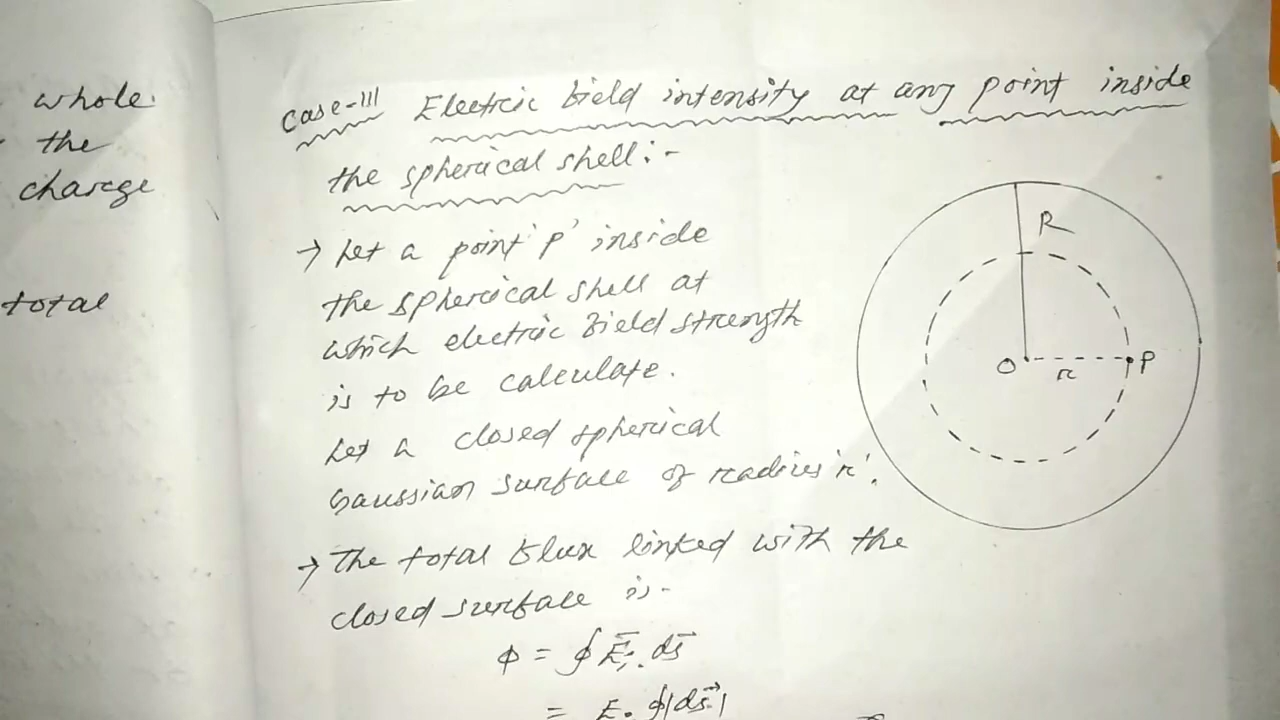 whole
the
charge
total
Case-III Electric field intensity at any point inside
the spherical shell:-
→ Let a point 'P' inside
the spherical shell at
which electric field strength
is to be calculate.
Let a closed spherical
Gaussian surface of radius 'r'.
→ The total flux linked with the
closed surface is-
ϕ = ∮ E⃗. ds⃗
= E. ∮|ds⃗|
R
O
r
P